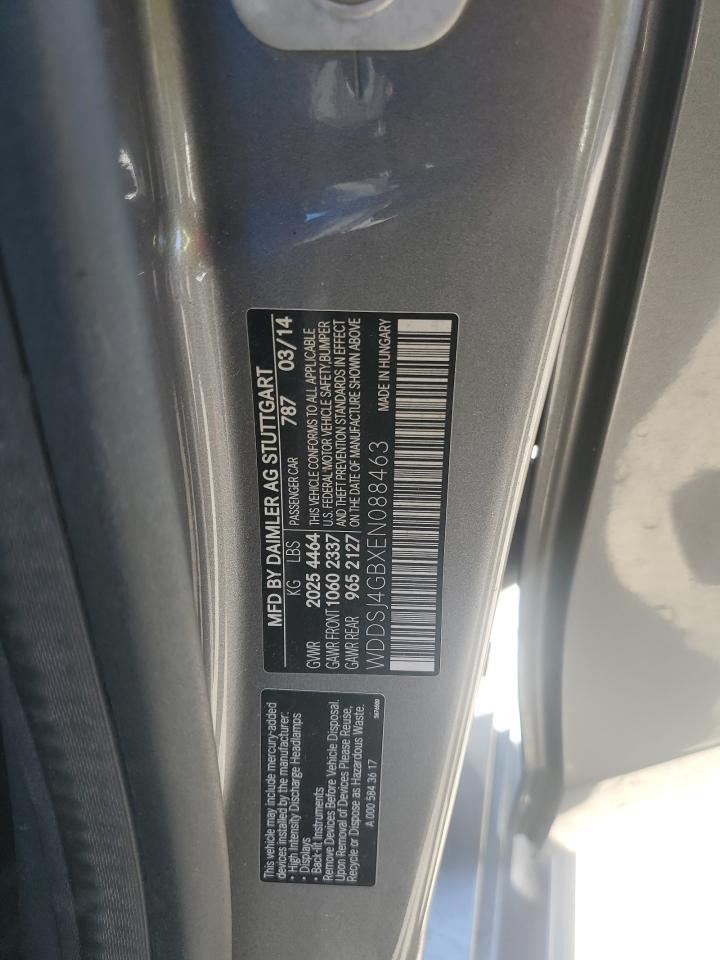 MFD BY DAIMLER AG STUTTGART
KG LBS PASSENGER CAR 787 03/14
GVWR 2025 4464 THIS VEHICLE CONFORMS TO ALL APPLICABLE
GAWR FRONT 1060 2337 U.S. FEDERAL MOTOR VEHICLE SAFETY, BUMPER
GAWR REAR 965 2127 AND THEFT PREVENTION STANDARDS IN EFFECT
ON THE DATE OF MANUFACTURE SHOWN ABOVE
WDDSJ4GBXEN088463 MADE IN HUNGARY
This vehicle may include mercury-added
devices installed by the manufacturer:
• High Intensity Discharge Headlamps
• Displays
• Back-lit Instruments
Remove Devices Before Vehicle Disposal.
Upon Removal of Devices Please Reuse,
Recycle or Dispose as Hazardous Waste.
A 000 584 36 17